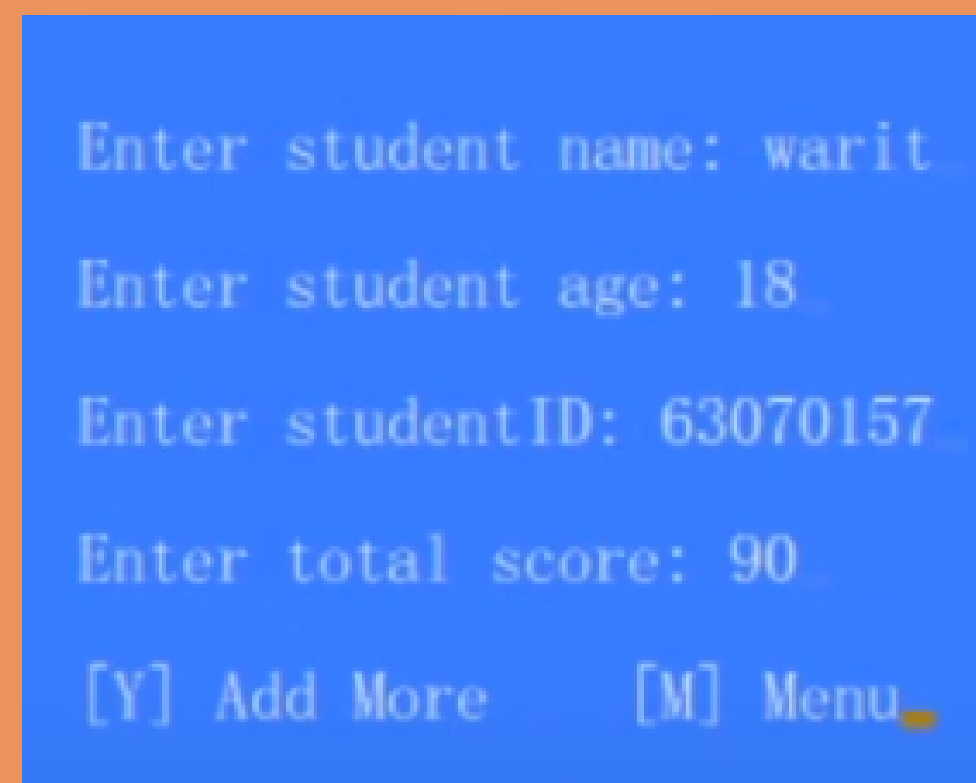 Enter student name: warit
Enter student age: 18
Enter studentID: 63070157
Enter total score: 90
[Y] Add More    [M] Menu